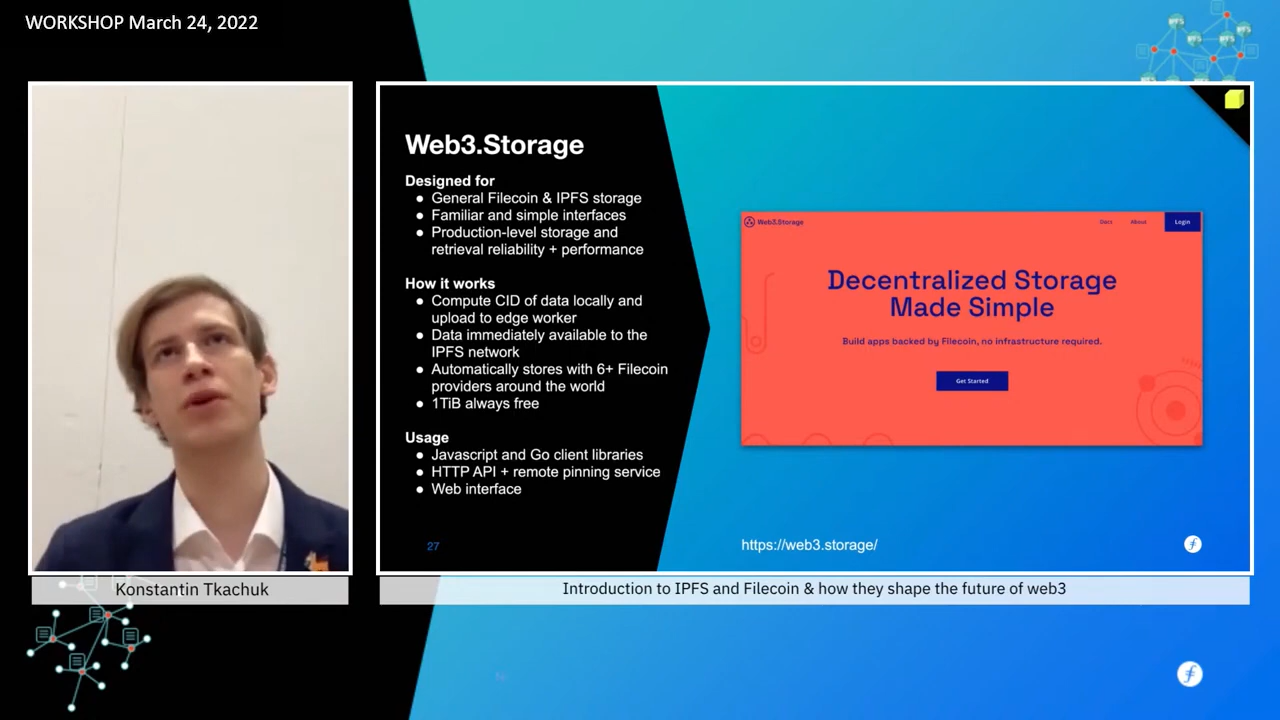 WORKSHOP March 24, 2022
Web3.Storage
Designed for
● General Filecoin & IPFS storage
● Familiar and simple interfaces
● Production-level storage and
retrieval reliability + performance
How it works
● Compute CID of data locally and
upload to edge worker
● Data immediately available to the
IPFS network
● Automatically stores with 6+ Filecoin
providers around the world
● 1TiB always free
Usage
● Javascript and Go client libraries
● HTTP API + remote pinning service
● Web interface
27
Web3.Storage
Docs About Login
Decentralized Storage
Made Simple
Build apps backed by Filecoin, no infrastructure required.
Get Started
https://web3.storage/
Konstantin Tkachuk
Introduction to IPFS and Filecoin & how they shape the future of web3